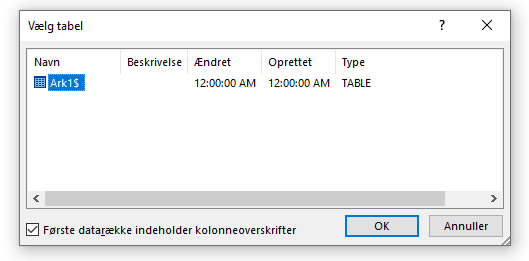 Vælg tabel
?
Navn Beskrivelse Ændret Oprettet Type
Ark1$ 12:00:00 AM 12:00:00 AM TABLE
Første datarække indeholder kolonneoverskrifter
OK Annuller